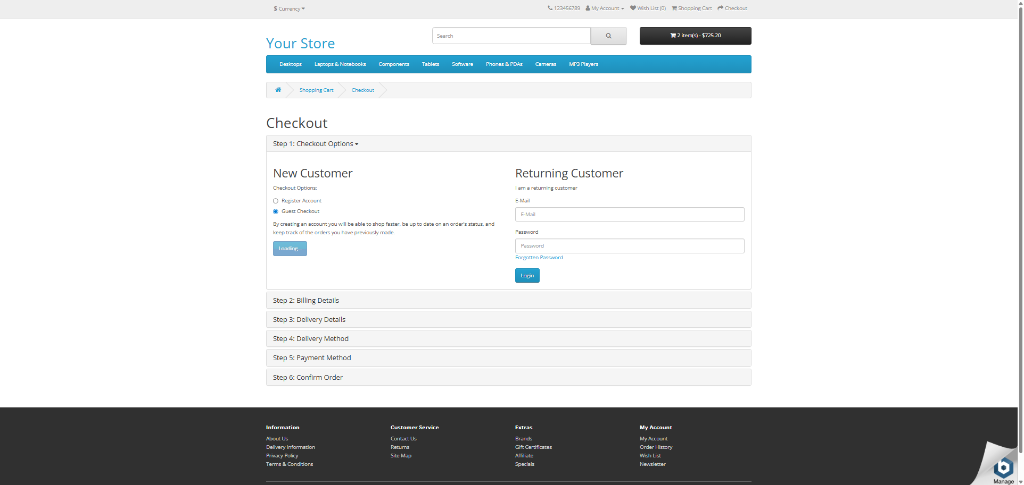 $ Currency
123456789 My Account Wish List (0) Shopping Cart Checkout
Your Store
Search
2 item(s) - $725.20
Desktops Laptops & Notebooks Components Tablets Software Phones & PDAs Cameras MP3 Players
Shopping Cart Checkout
Checkout
Step 1: Checkout Options
New Customer
Checkout Options:
Register Account
Guest Checkout
By creating an account you will be able to shop faster, be up to date on an order's status, and
keep track of the orders you have previously made.
Loading...
Returning Customer
I am a returning customer
E-Mail
E-Mail
Password
Password
Forgotten Password
Login
Step 2: Billing Details
Step 3: Delivery Details
Step 4: Delivery Method
Step 5: Payment Method
Step 6: Confirm Order
Information
About Us
Delivery Information
Privacy Policy
Terms & Conditions
Customer Service
Contact Us
Returns
Site Map
Extras
Brands
Gift Certificates
Affiliate
Specials
My Account
My Account
Order History
Wish List
Newsletter
Manage